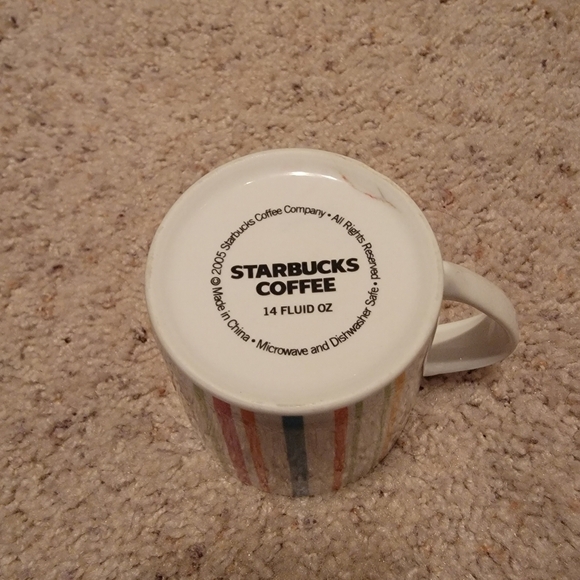 © 2005 Starbucks Coffee Company • All Rights Reserved • Microwave and Dishwasher Safe • Made in China •
STARBUCKS
COFFEE
14 FLUID OZ